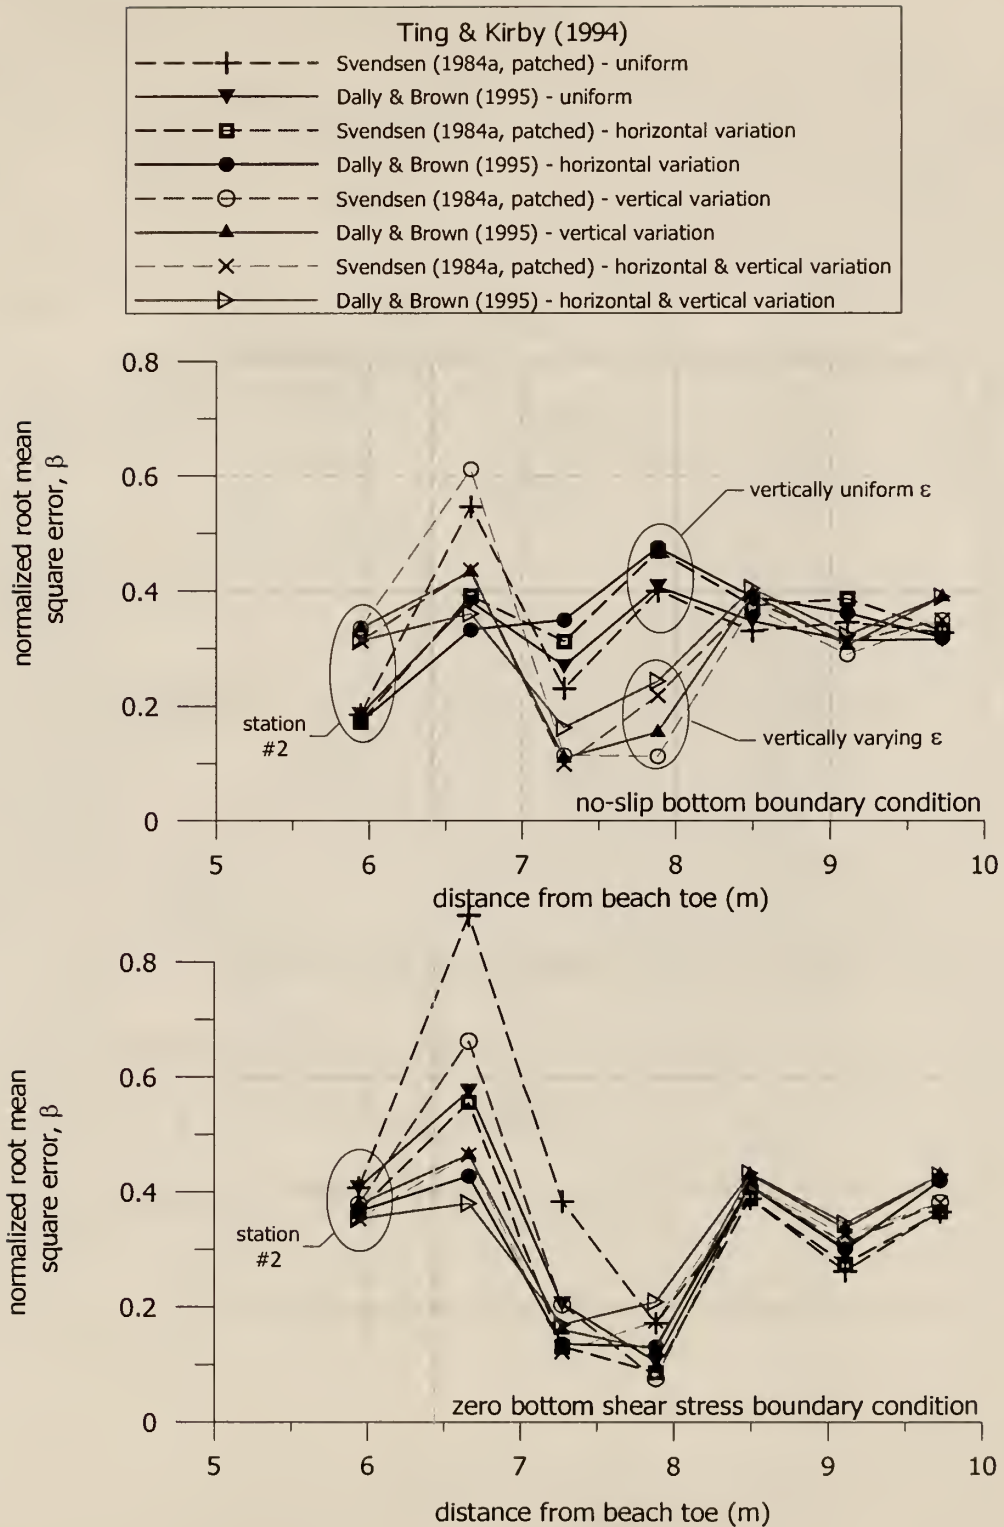 Ting & Kirby (1994)
Svendsen (1984a, patched) - uniform
Dally & Brown (1995) - uniform
Svendsen (1984a, patched) - horizontal variation
Dally & Brown (1995) - horizontal variation
Svendsen (1984a, patched) - vertical variation
Dally & Brown (1995) - vertical variation
Svendsen (1984a, patched) - horizontal & vertical variation
Dally & Brown (1995) - horizontal & vertical variation
normalized root mean
square error, β
0.8
0.6
0.4
0.2
0
vertically uniform ε
station
#2
vertically varying ε
no-slip bottom boundary condition
5
6
7
8
9
10
distance from beach toe (m)
normalized root mean
square error, β
0.8
0.6
0.4
0.2
0
station
#2
zero bottom shear stress boundary condition
5
6
7
8
9
10
distance from beach toe (m)